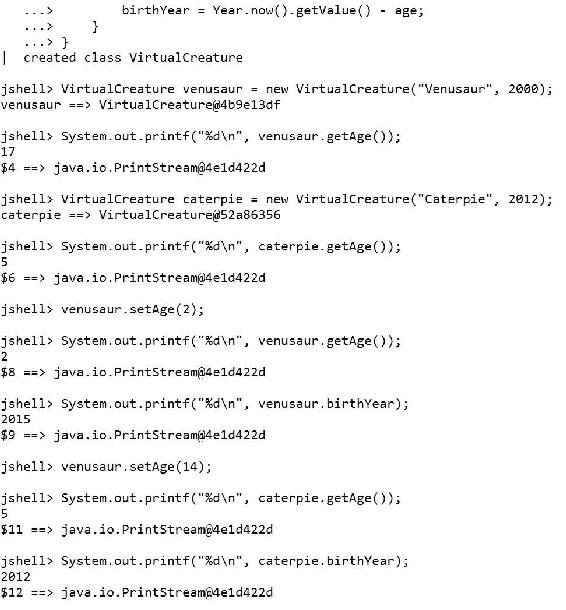 ...>         birthYear = Year.now().getValue() - age;
...>     }
...> }
|  created class VirtualCreature
jshell> VirtualCreature venusaur = new VirtualCreature("Venusaur", 2000);
venusaur ==> VirtualCreature@4b9e13df
jshell> System.out.printf("%d\n", venusaur.getAge());
17
$4 ==> java.io.PrintStream@4e1d422d
jshell> VirtualCreature caterpie = new VirtualCreature("Caterpie", 2012);
caterpie ==> VirtualCreature@52a86356
jshell> System.out.printf("%d\n", caterpie.getAge());
5
$6 ==> java.io.PrintStream@4e1d422d
jshell> venusaur.setAge(2);
jshell> System.out.printf("%d\n", venusaur.getAge());
2
$8 ==> java.io.PrintStream@4e1d422d
jshell> System.out.printf("%d\n", venusaur.birthYear);
2015
$9 ==> java.io.PrintStream@4e1d422d
jshell> venusaur.setAge(14);
jshell> System.out.printf("%d\n", caterpie.getAge());
5
$11 ==> java.io.PrintStream@4e1d422d
jshell> System.out.printf("%d\n", caterpie.birthYear);
2012
$12 ==> java.io.PrintStream@4e1d422d